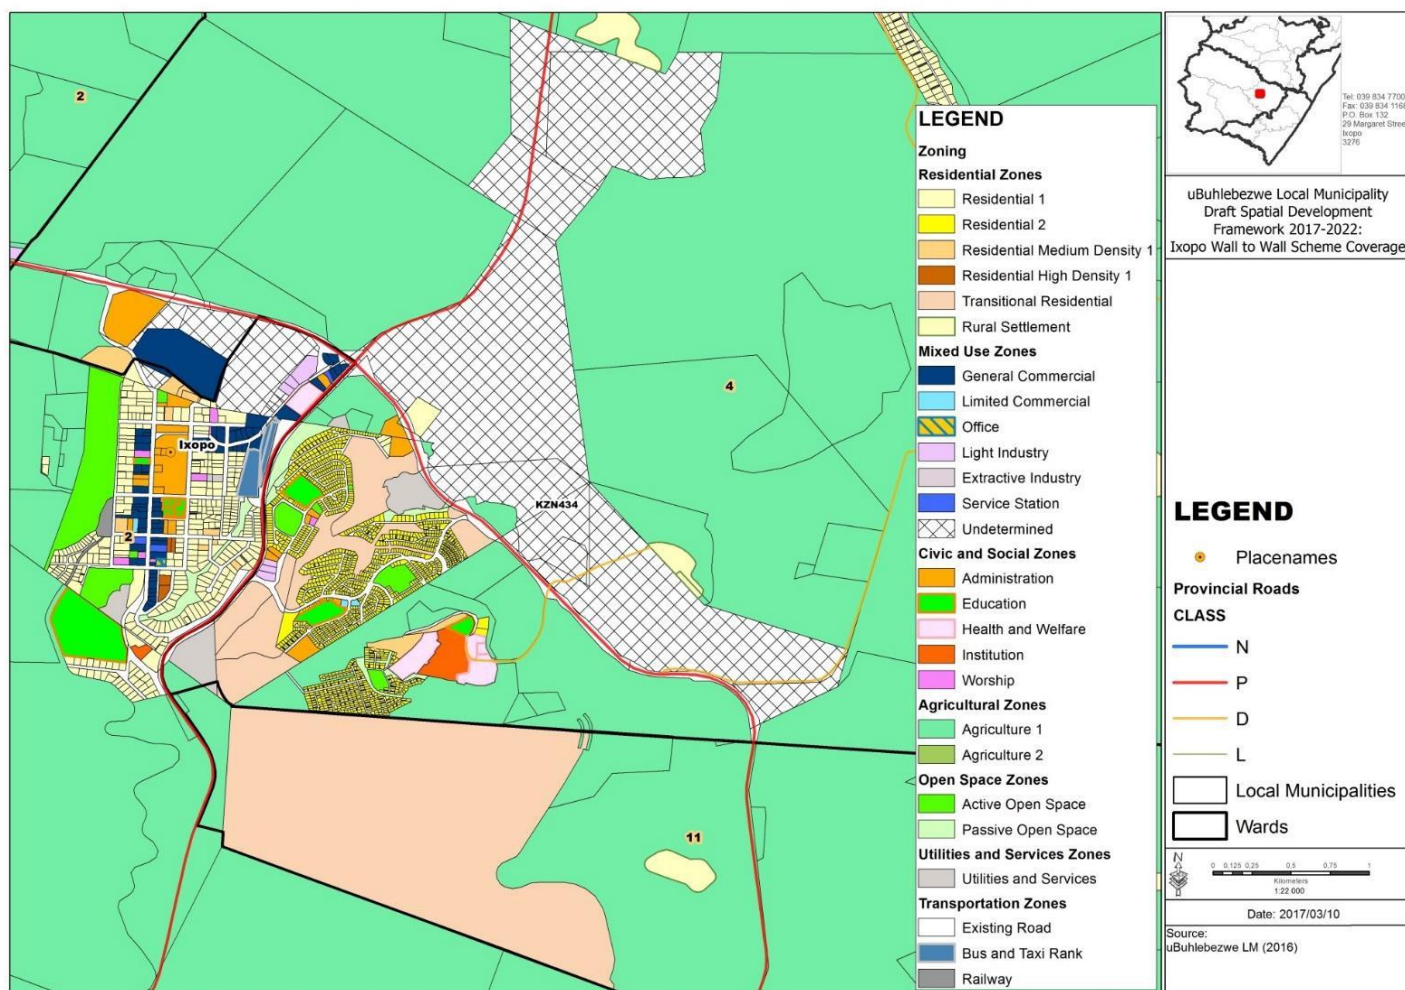 2
4
Ixopo
KZN434
2
11
LEGEND
Zoning
Residential Zones
Residential 1
Residential 2
Residential Medium Density 1
Residential High Density 1
Transitional Residential
Rural Settlement
Mixed Use Zones
General Commercial
Limited Commercial
Office
Light Industry
Extractive Industry
Service Station
Undetermined
Civic and Social Zones
Administration
Education
Health and Welfare
Institution
Worship
Agricultural Zones
Agriculture 1
Agriculture 2
Open Space Zones
Active Open Space
Passive Open Space
Utilities and Services Zones
Utilities and Services
Transportation Zones
Existing Road
Bus and Taxi Rank
Railway
Tel: 039 834 7700
Fax: 039 834 1168
P.O. Box 132
29 Margaret Stree
Ixopo
3276
uBuhlebezwe Local Municipality
Draft Spatial Development
Framework 2017-2022:
Ixopo Wall to Wall Scheme Coverage
LEGEND
Placenames
Provincial Roads
CLASS
N
P
D
L
Local Municipalities
Wards
N
0 0,125 0,25 0,5 0,75 1
Kilometers
1:22 000
Date: 2017/03/10
Source:
uBuhlebezwe LM (2016)